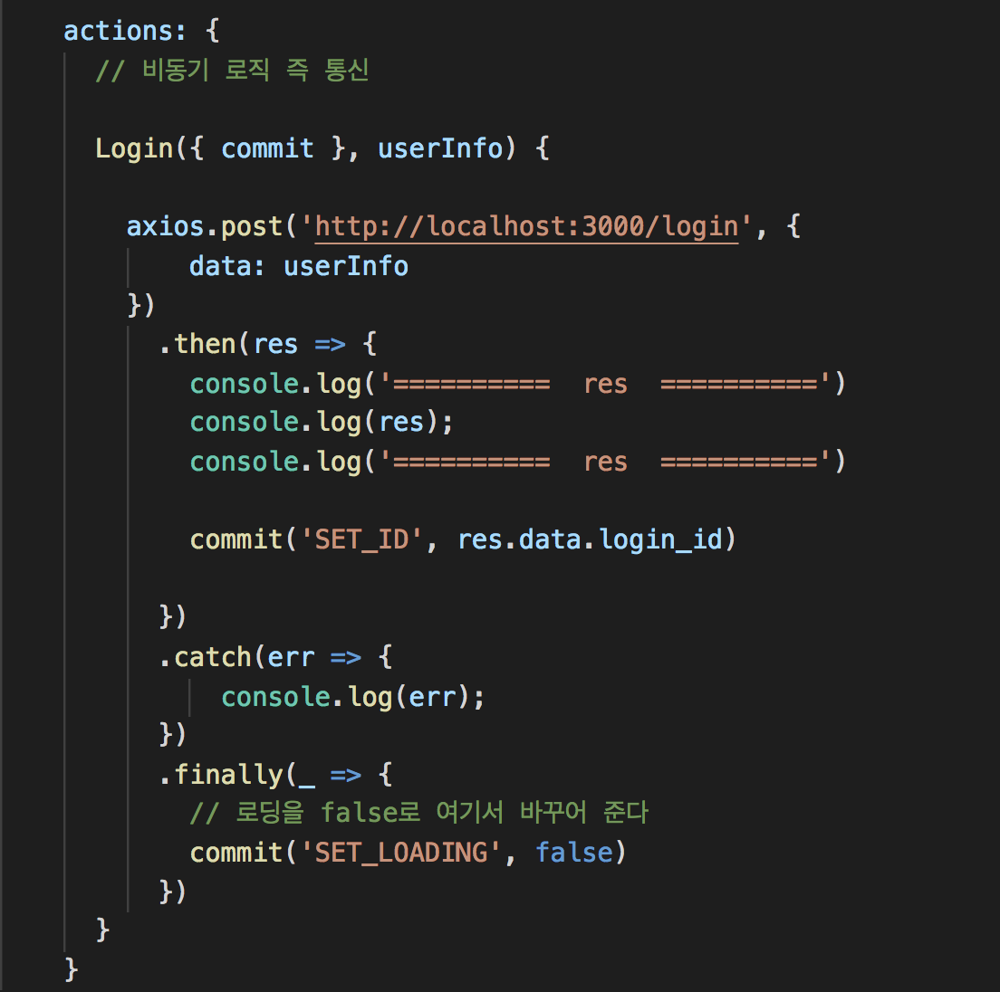 actions: {
// 비동기 로직 즉 통신
Login({ commit }, userInfo) {
axios.post('http://localhost:3000/login', {
data: userInfo
})
.then(res => {
console.log('========== res ==========')
console.log(res);
console.log('========== res ==========')
commit('SET_ID', res.data.login_id)
})
.catch(err => {
console.log(err);
})
.finally(_ => {
// 로딩을 false로 여기서 바꾸어 준다
commit('SET_LOADING', false)
})
}
}